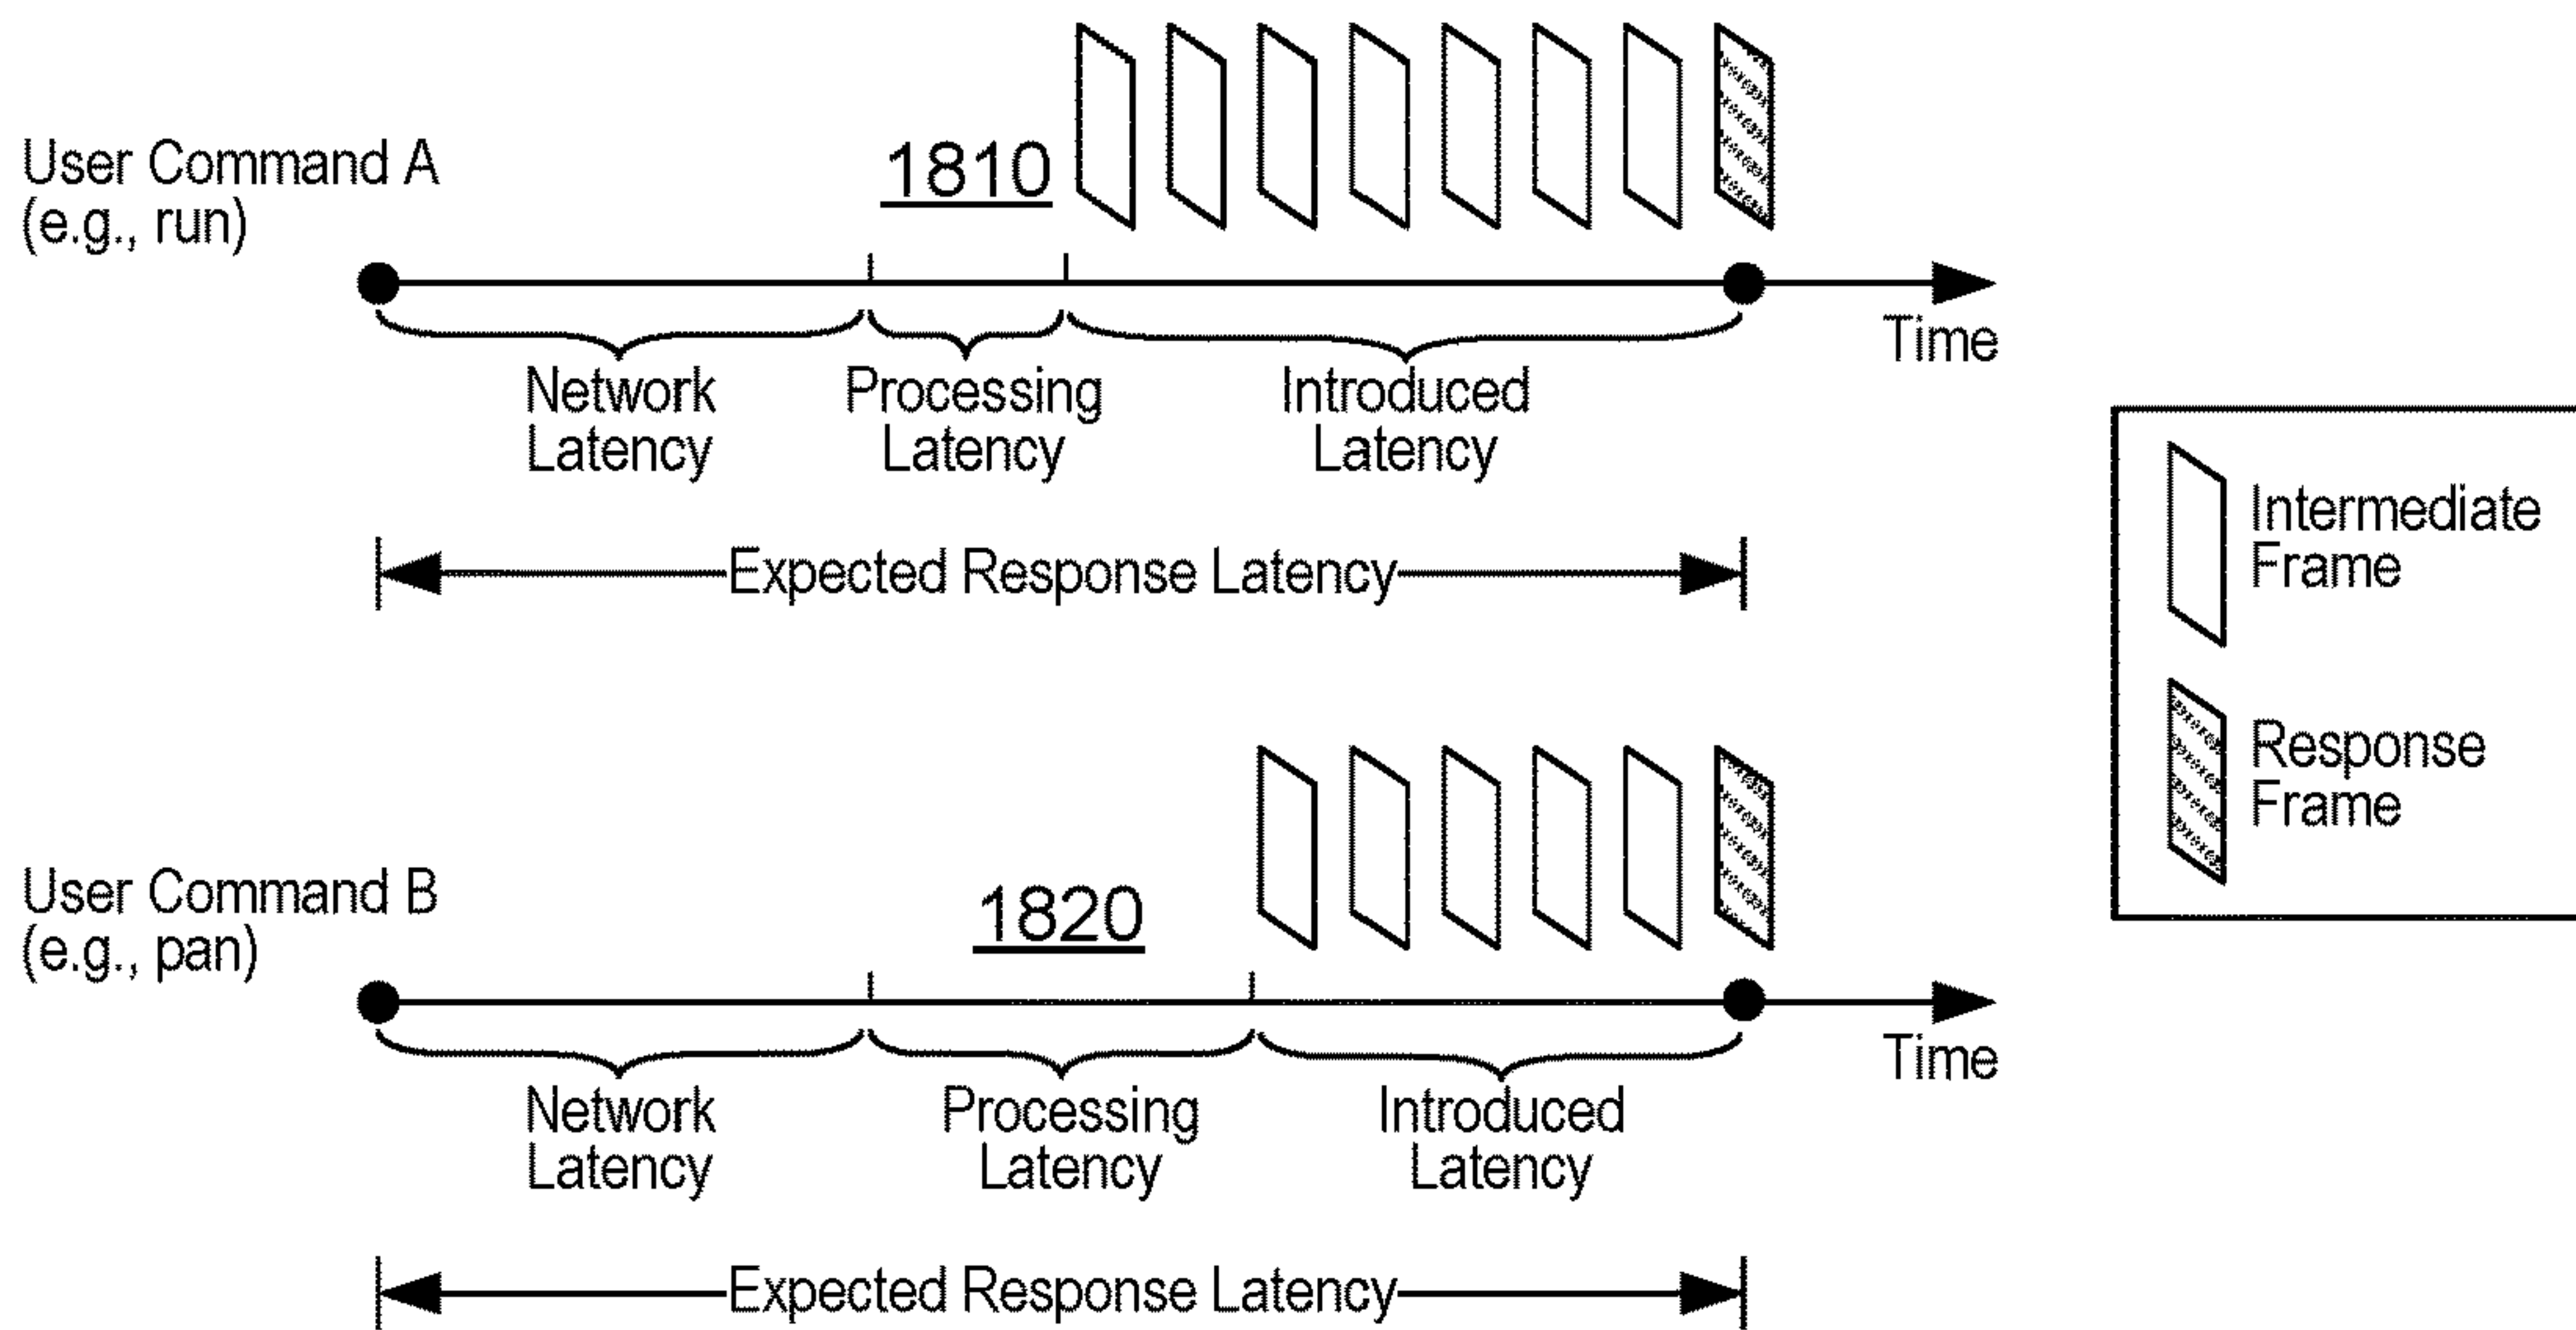 User Command A
(e.g., run)
1810
Time
Network
Latency
Processing
Latency
Introduced
Latency
Expected Response Latency
Intermediate
Frame
Response
Frame
User Command B
(e.g., pan)
1820
Time
Network
Latency
Processing
Latency
Introduced
Latency
Expected Response Latency